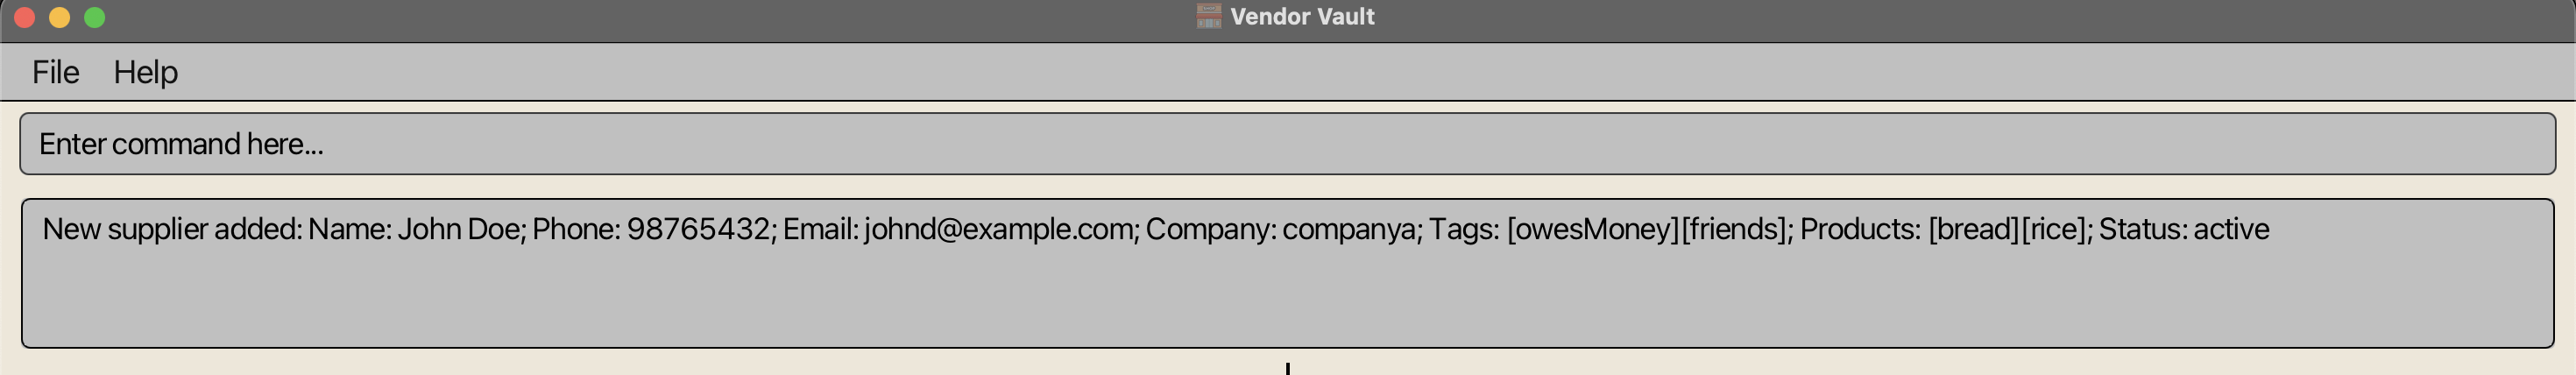 Vendor Vault
File Help
Enter command here...
New supplier added: Name: John Doe; Phone: 98765432; Email: johnd@example.com; Company: companya; Tags: [owesMoney][friends]; Products: [bread][rice]; Status: active